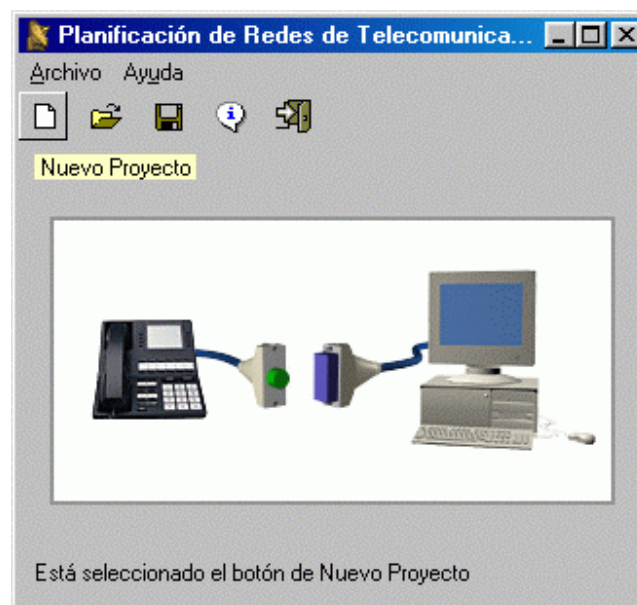 Planificación de Redes de Telecomunica...
Archivo Ayuda
Nuevo Proyecto
Está seleccionado el botón de Nuevo Proyecto